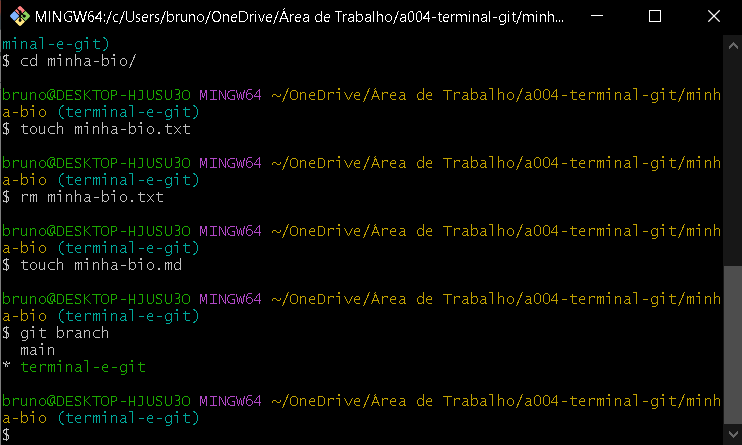 MINGW64:/c/Users/bruno/OneDrive/Área de Trabalho/a004-terminal-git/minh...
minal-e-git)
$ cd minha-bio/
bruno@DESKTOP-HJUSU3O MINGW64 ~/OneDrive/Área de Trabalho/a004-terminal-git/minh
a-bio (terminal-e-git)
$ touch minha-bio.txt
bruno@DESKTOP-HJUSU3O MINGW64 ~/OneDrive/Área de Trabalho/a004-terminal-git/minh
a-bio (terminal-e-git)
$ rm minha-bio.txt
bruno@DESKTOP-HJUSU3O MINGW64 ~/OneDrive/Área de Trabalho/a004-terminal-git/minh
a-bio (terminal-e-git)
$ touch minha-bio.md
bruno@DESKTOP-HJUSU3O MINGW64 ~/OneDrive/Área de Trabalho/a004-terminal-git/minh
a-bio (terminal-e-git)
$ git branch
  main
* terminal-e-git
bruno@DESKTOP-HJUSU3O MINGW64 ~/OneDrive/Área de Trabalho/a004-terminal-git/minh
a-bio (terminal-e-git)
$